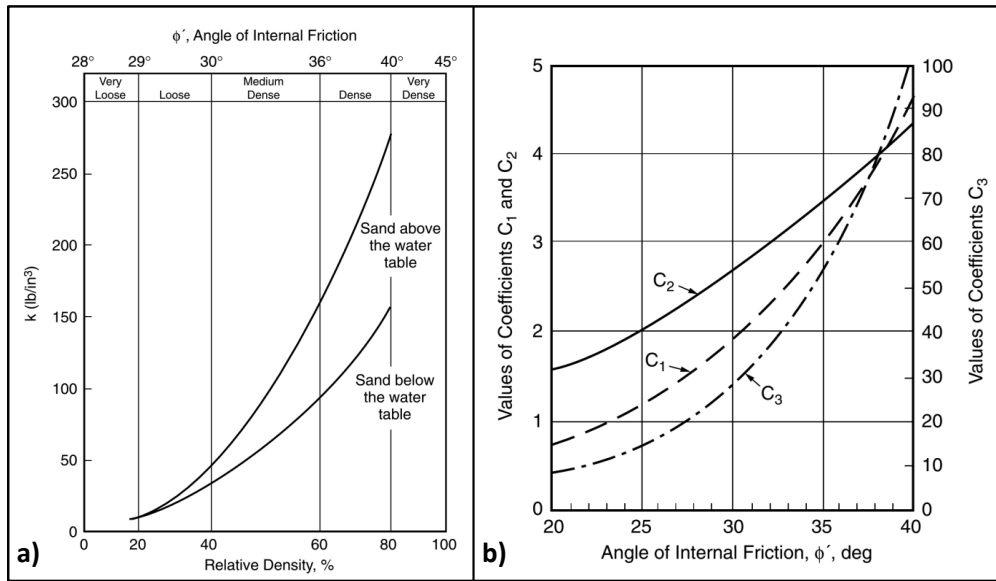 ϕ´, Angle of Internal Friction
28° 29° 30° 36° 40° 45°
Very Loose
Loose
Medium Dense
Dense
Very Dense
300
250
200
150
100
50
0
k (lb/in³)
Sand above
the water
table
Sand below
the water
table
0 20 40 60 80 100
Relative Density, %
a)
5
4
3
2
1
0
Values of Coefficients C₁ and C₂
C₂
C₁
C₃
100
90
80
70
60
50
40
30
20
10
0
Values of Coefficients C₃
20 25 30 35 40
Angle of Internal Friction, ϕ´, deg
b)